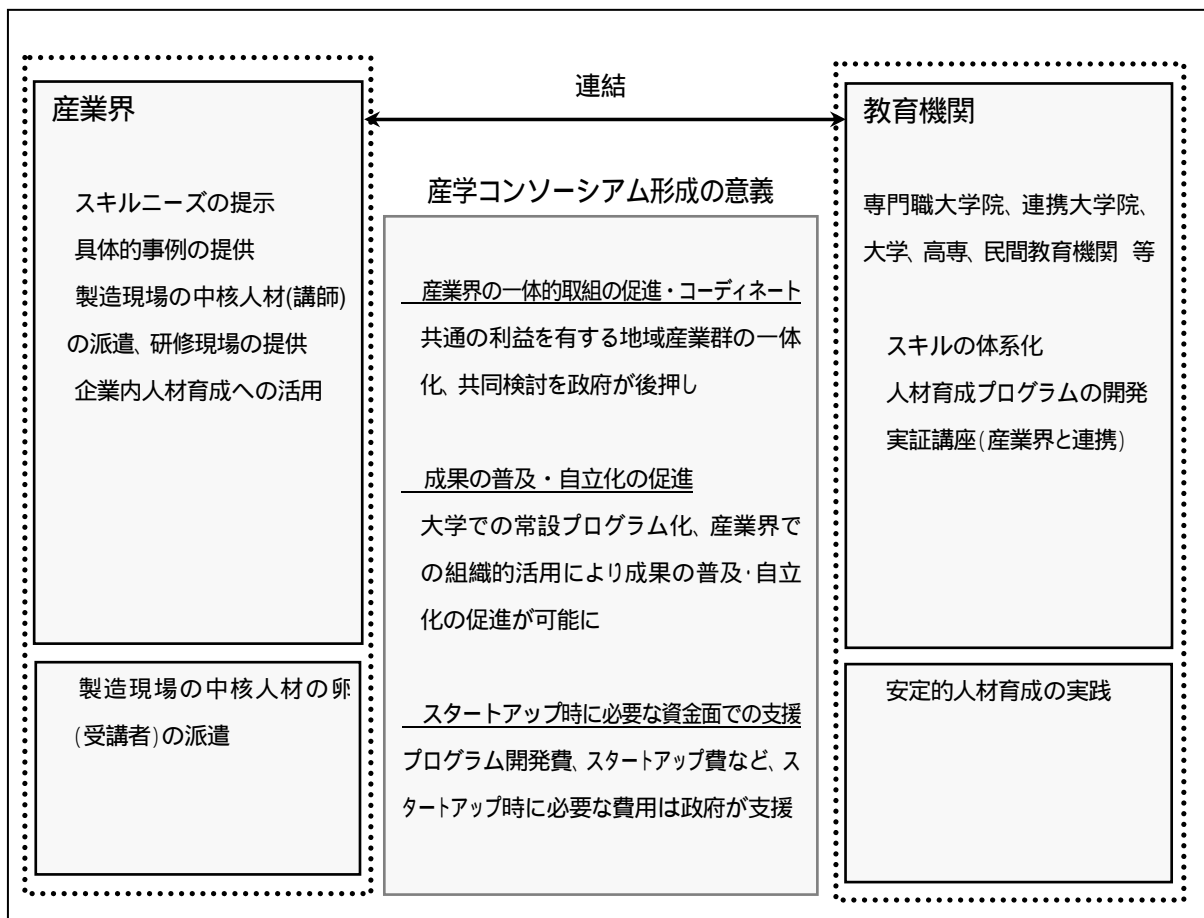 連結
産業界
スキルニーズの提示
具体的事例の提供
製造現場の中核人材(講師)
の派遣、研修現場の提供
企業内人材育成への活用
製造現場の中核人材の卵
(受講者)の派遣
産学コンソーシアム形成の意義
産業界の一体的取組の促進・コーディネート
共通の利益を有する地域産業群の一体
化、共同検討を政府が後押し
成果の普及・自立化の促進
大学での常設プログラム化、産業界で
の組織的活用により成果の普及・自立
化の促進が可能に
スタートアップ時に必要な資金面での支援
プログラム開発費、スタートアップ費など、ス
タートアップ時に必要な費用は政府が支援
教育機関
専門職大学院、連携大学院、
大学、高専、民間教育機関 等
スキルの体系化
人材育成プログラムの開発
実証講座(産業界と連携)
安定的人材育成の実践